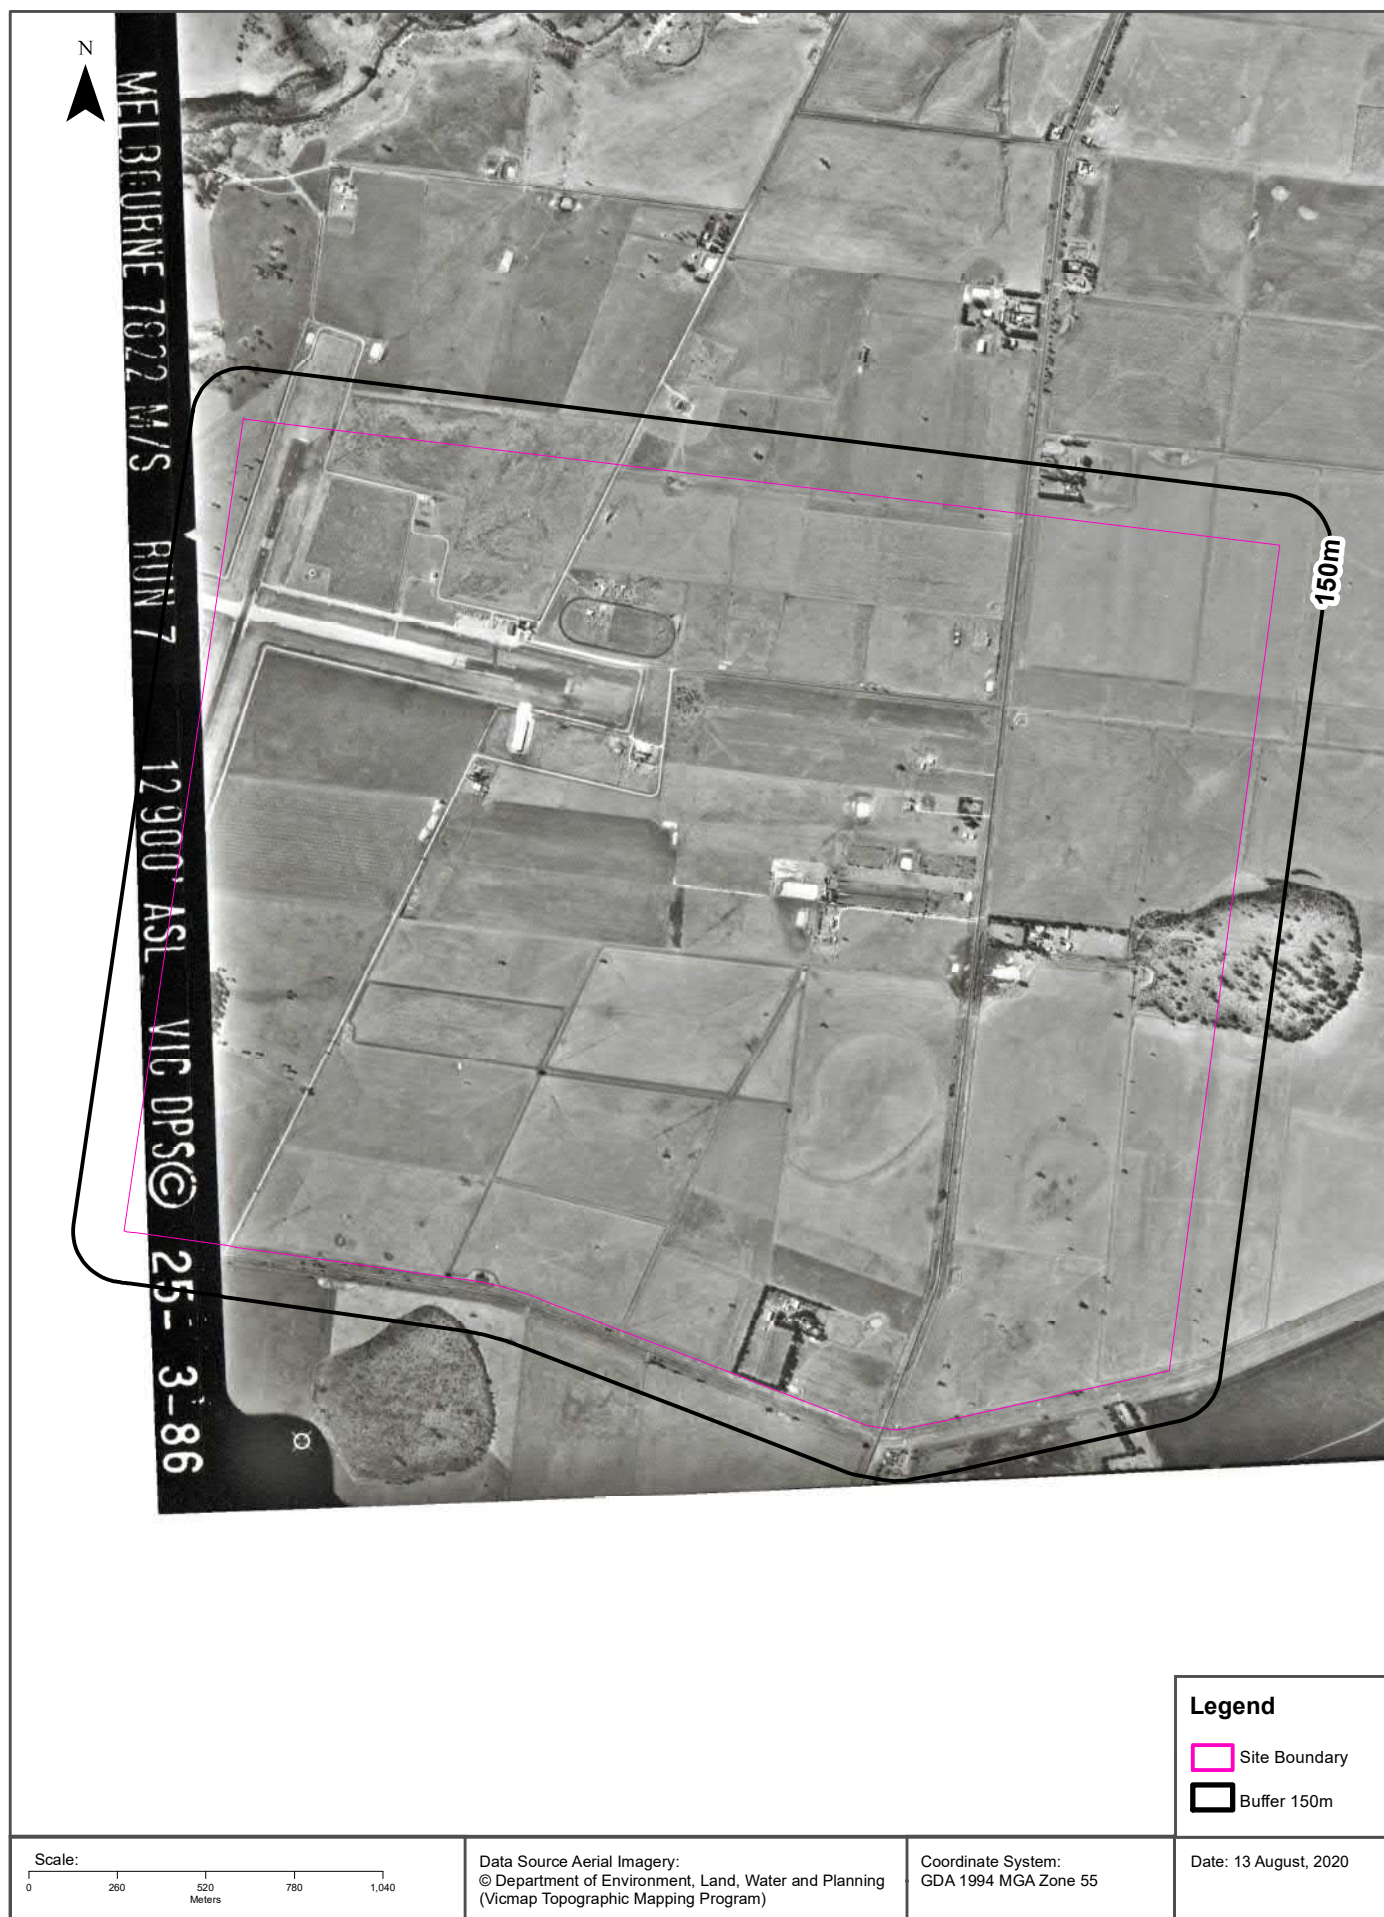 N
MELBOURNE 7822 M/S RUN 7 12900' ASL VIC DPS© 25-3-86
150m
Legend
Site Boundary
Buffer 150m
Scale:
0 260 520 780 1,040
Meters
Data Source Aerial Imagery:
© Department of Environment, Land, Water and Planning
(Vicmap Topographic Mapping Program)
Coordinate System:
GDA 1994 MGA Zone 55
Date: 13 August, 2020